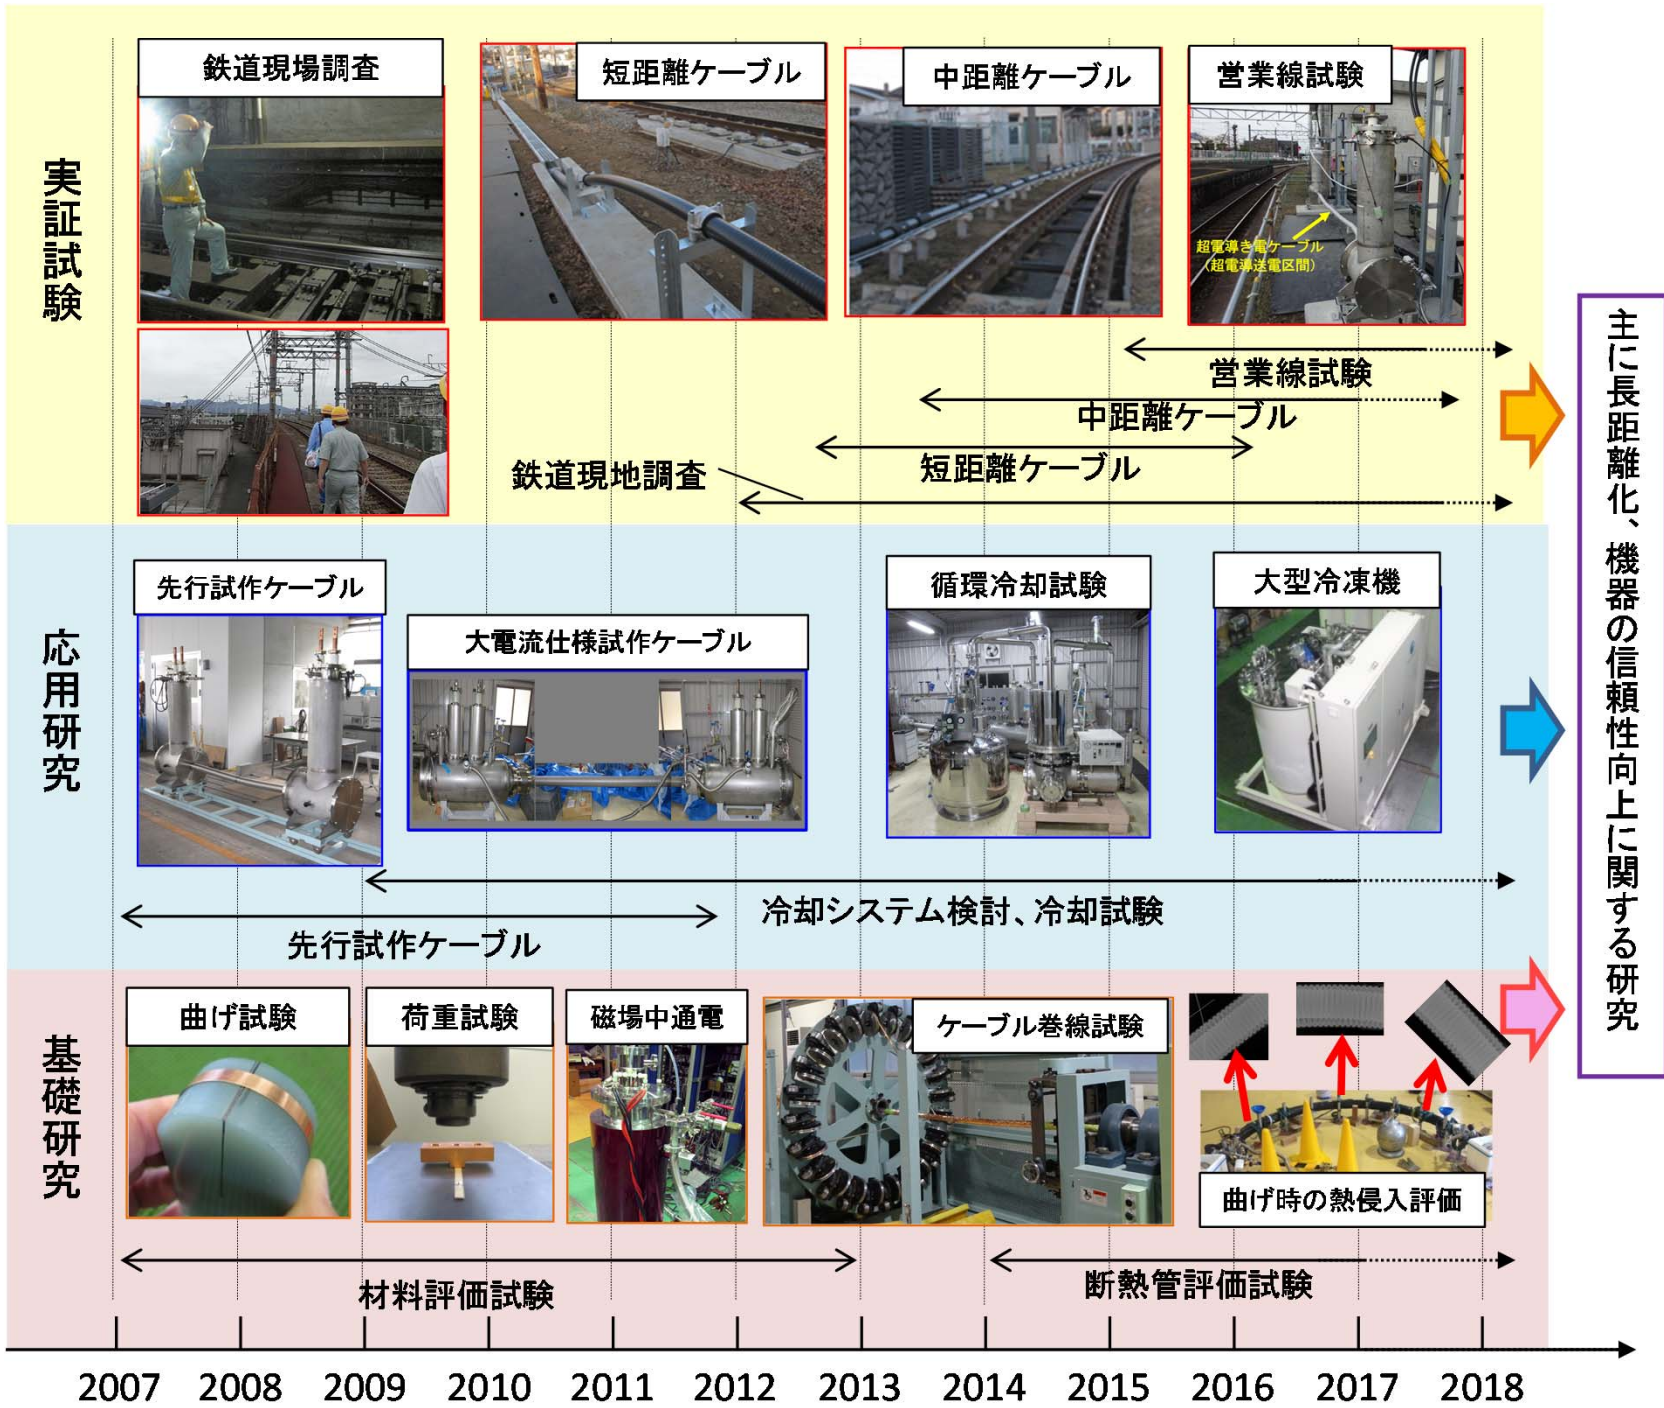 実証試験
鉄道現場調査
短距離ケーブル
中距離ケーブル
営業線試験
超電導き電ケーブル
（超電導送電区間）
営業線試験
中距離ケーブル
短距離ケーブル
鉄道現地調査
応用研究
先行試作ケーブル
大電流仕様試作ケーブル
循環冷却試験
大型冷凍機
冷却システム検討、冷却試験
先行試作ケーブル
基礎研究
曲げ試験
荷重試験
磁場中通電
ケーブル巻線試験
曲げ時の熱侵入評価
材料評価試験
断熱管評価試験
主に長距離化、機器の信頼性向上に関する研究
2007 2008 2009 2010 2011 2012 2013 2014 2015 2016 2017 2018